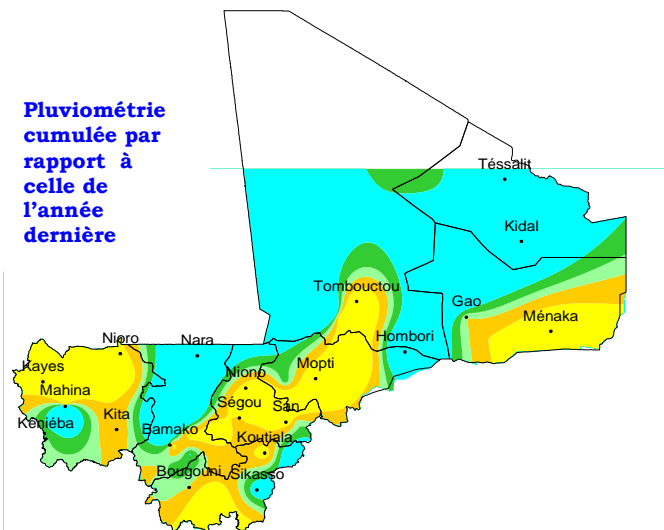 Pluviométrie
cumulée par
rapport à
celle de
l'année
dernière
Téssalit
Kidal
Tombouctou
Gao
Ménaka
Hombori
Nioro
Nara
Kayes
Mopti
Niono
Mahina
Ségou
San
Kita
Kéniéba
Bamako
Koutiala
Bougouni
Sikasso